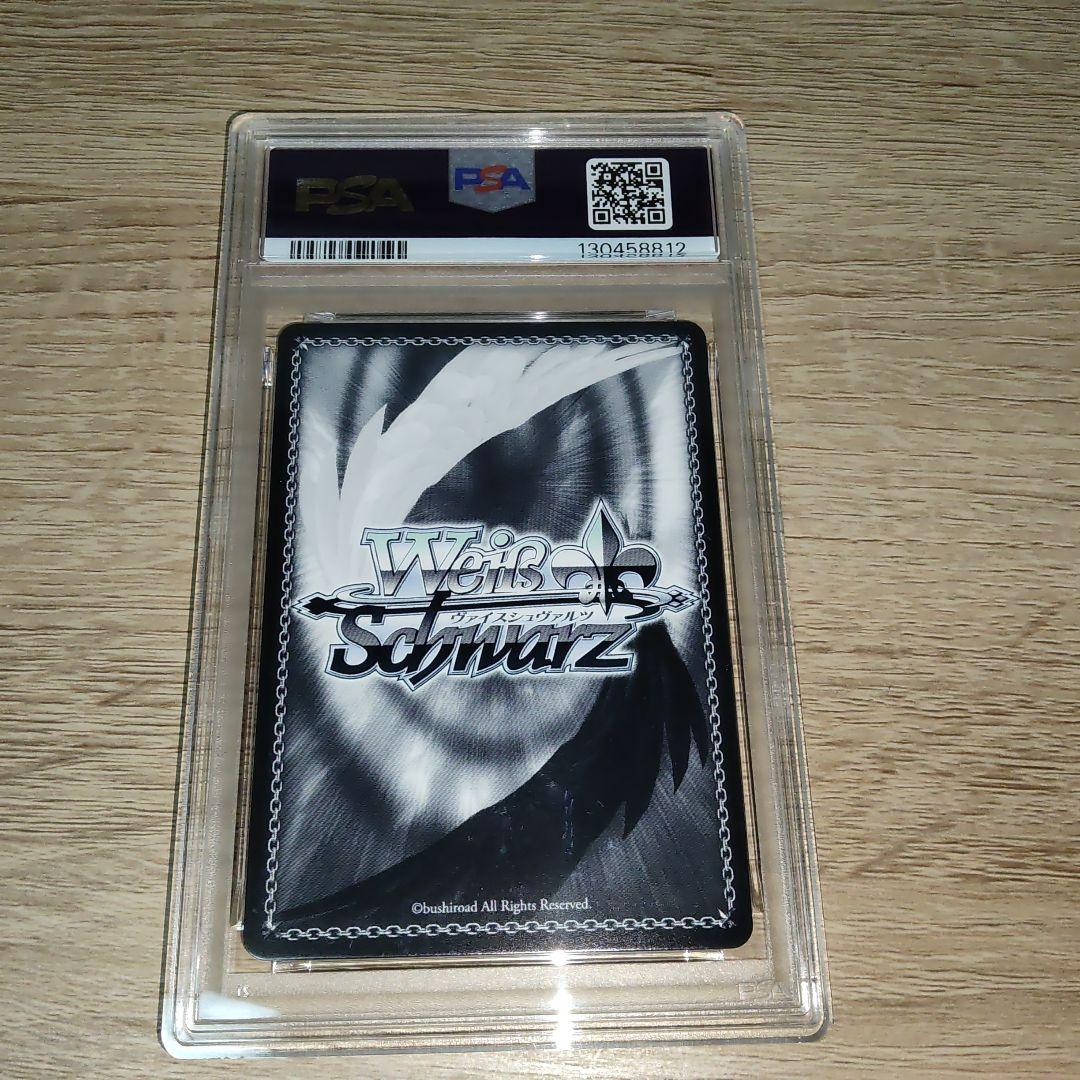 PSA
PSA
130458812
Weiß
ヴァイスシュヴァルツ
Schwarz
©bushiroad All Rights Reserved.
PSA